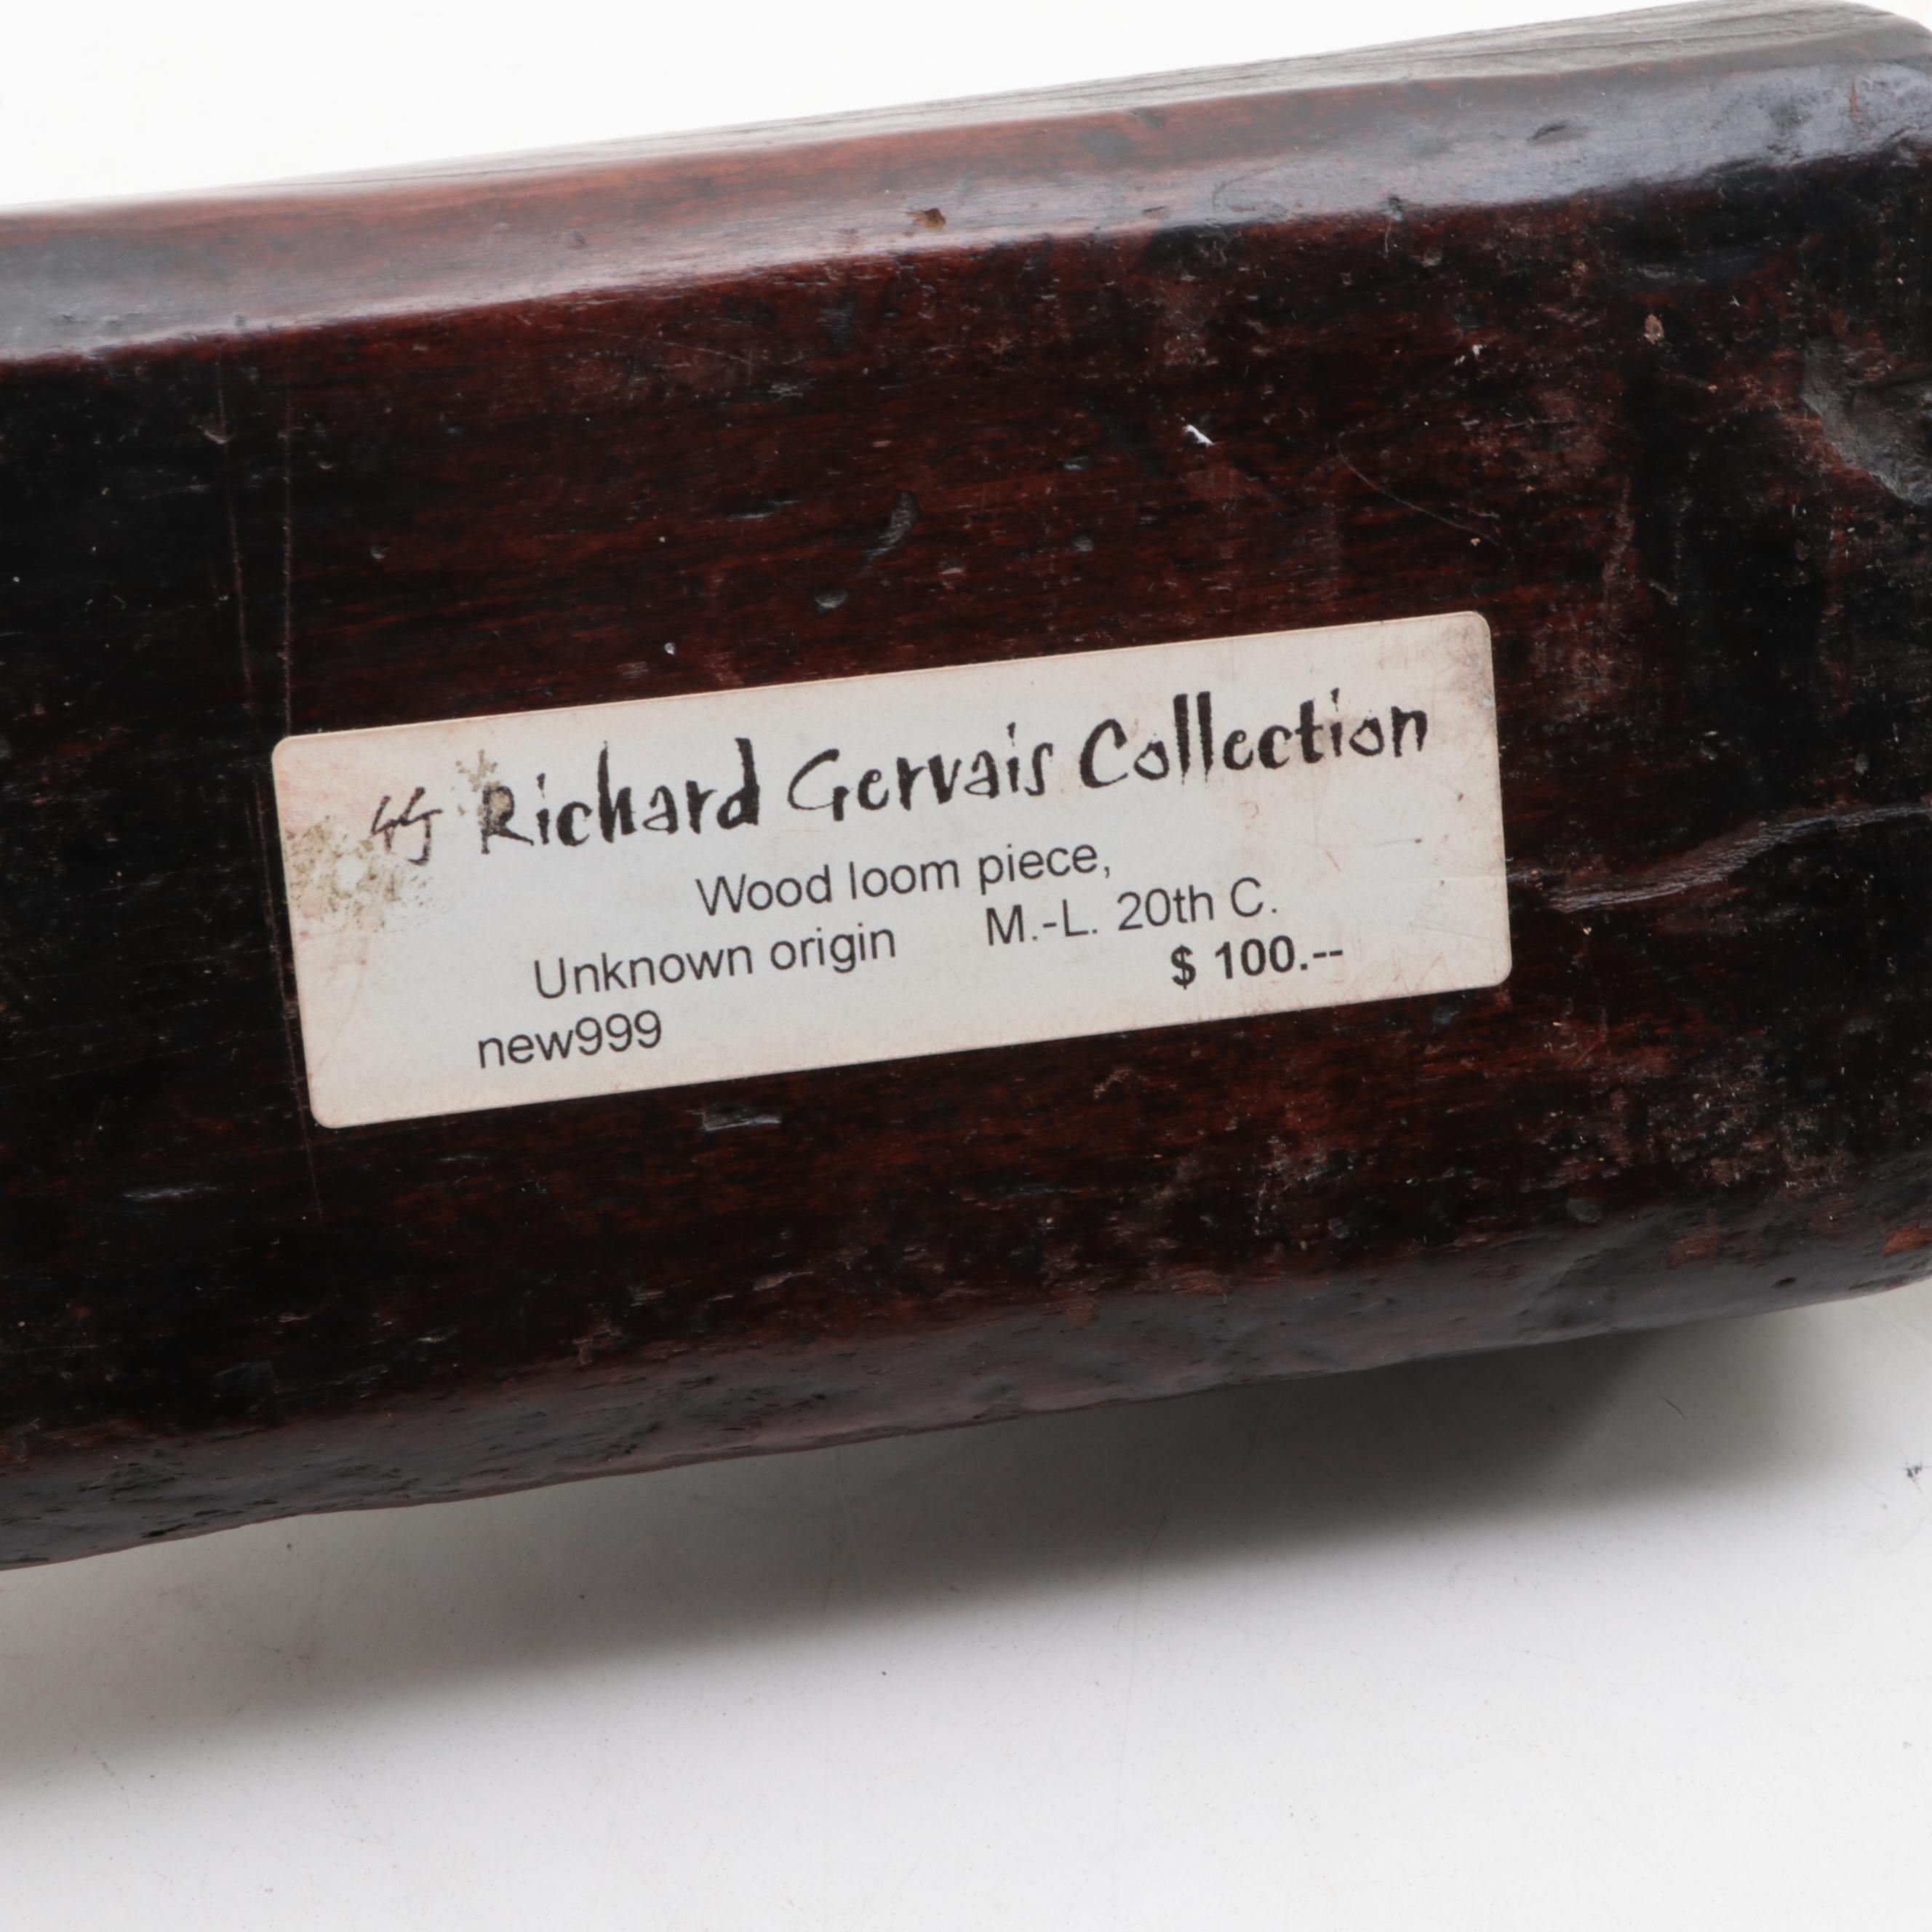 Richard Gervais Collection
Wood loom piece,
Unknown origin M.-L. 20th C.
$ 100.--
new999